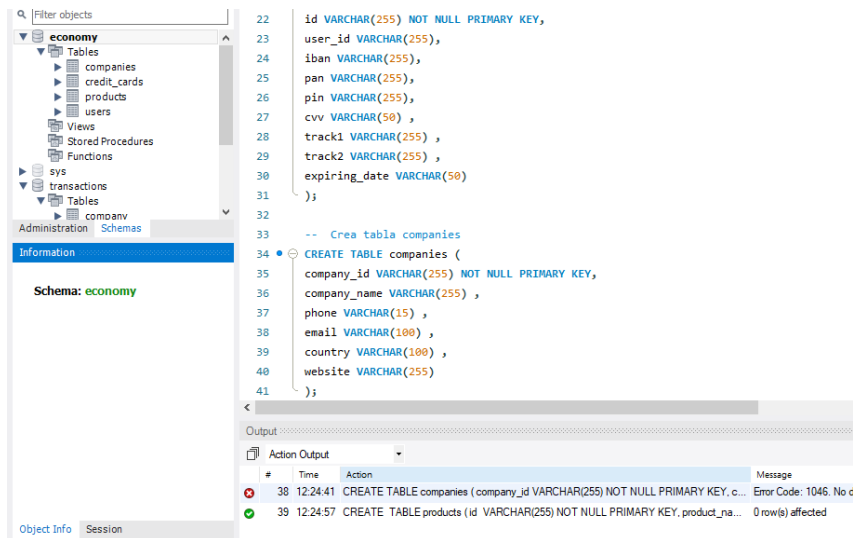 Filter objects
economy
Tables
companies
credit_cards
products
users
Views
Stored Procedures
Functions
sys
transactions
Tables
company
Administration Schemas
Information
Schema: economy
Object Info Session
22 id VARCHAR(255) NOT NULL PRIMARY KEY,
23 user_id VARCHAR(255),
24 iban VARCHAR(255),
25 pan VARCHAR(255),
26 pin VARCHAR(255),
27 cvv VARCHAR(50) ,
28 track1 VARCHAR(255) ,
29 track2 VARCHAR(255) ,
30 expiring_date VARCHAR(50)
31 );
32
33 -- Crea tabla companies
34 CREATE TABLE companies (
35 company_id VARCHAR(255) NOT NULL PRIMARY KEY,
36 company_name VARCHAR(255) ,
37 phone VARCHAR(15) ,
38 email VARCHAR(100) ,
39 country VARCHAR(100) ,
40 website VARCHAR(255)
41 );
Output
Action Output
# Time Action Message
38 12:24:41 CREATE TABLE companies ( company_id VARCHAR(255) NOT NULL PRIMARY KEY, c... Error Code: 1046. No d
39 12:24:57 CREATE TABLE products ( id VARCHAR(255) NOT NULL PRIMARY KEY, product_na... 0 row(s) affected